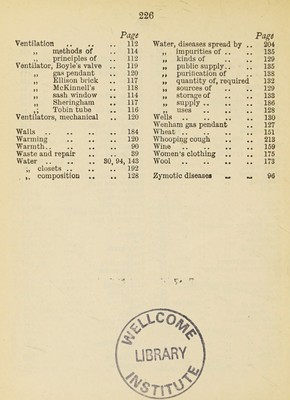 226
Page
Ventilation .. .. .. 112
„ methods of .. 114
„ principles of .. 112
Ventilator, Boyle's valve .. 119
„ gas pendant .. 120
„ Ellison brick .. 117
„ McKinnell's .. 118
„ sash window .. 114
„ Sheringham .. 117
„ Tobin tube .. 116
Ventilators, mechanical .. 120
Walls .. .. .. .. 184
Warming .. .. .. 120
Warmth.. .. .. .. 90
Waste and repair .. .. 39
Water .. .. .. 30, 94, 143
„ closets .. .. .. 192
„ composition .. .. 128
Page
Water, diseases spread by .. 204
„ impurities of .. .. 135
„ kinds of .. .. 129
„ public supply.. .. 135
„ purification of .. 138
„ quantity of, required 132
„ sources of .. .. 129
„ storage of .. .. 133
„ supply .. .. .. 186
„ uses .. .. .. 128
Wells .. .. .. .. 130
Wenham gas pendant .. 127
Wheat .. .. .. .. 151
Whooping cough .. .. 213
Wine .. .. .. .. 159
Women's clothing .. .. 175
Wool .. .. .. .. 173
Zymotic diseases .. .. 96
WELLCOME
LIBRARY
INSTITUTE